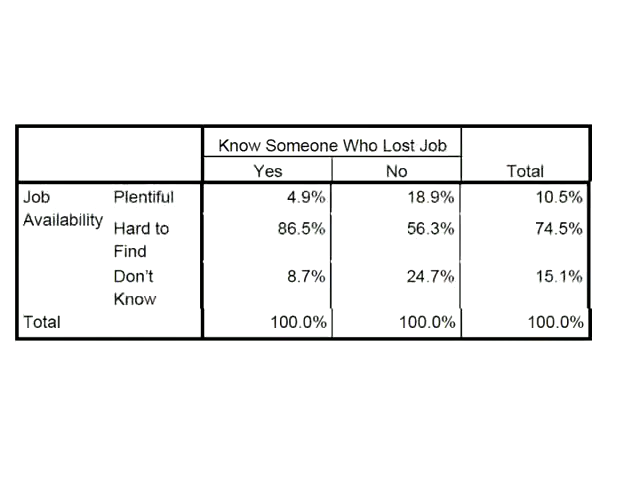 Know Someone Who Lost Job
Yes No Total
Job Plentiful 4.9% 18.9% 10.5%
Availability Hard to 86.5% 56.3% 74.5%
Find
Don't 8.7% 24.7% 15.1%
Know
Total 100.0% 100.0% 100.0%